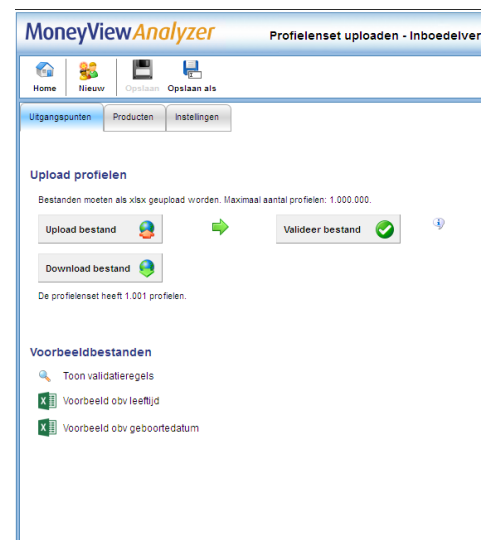 MoneyViewAnalyzer
Profielenset uploaden - Inboedelver
Home Nieuw Opslaan Opslaan als
Uitgangspunten Producten Instellingen
Upload profielen
Bestanden moeten als xlsx geupload worden. Maximaal aantal profielen: 1.000.000.
Upload bestand Valideer bestand
Download bestand
De profielenset heeft 1.001 profielen.
Voorbeeldbestanden
Toon validatieregels
Voorbeeld obv leeftijd
Voorbeeld obv geboortedatum